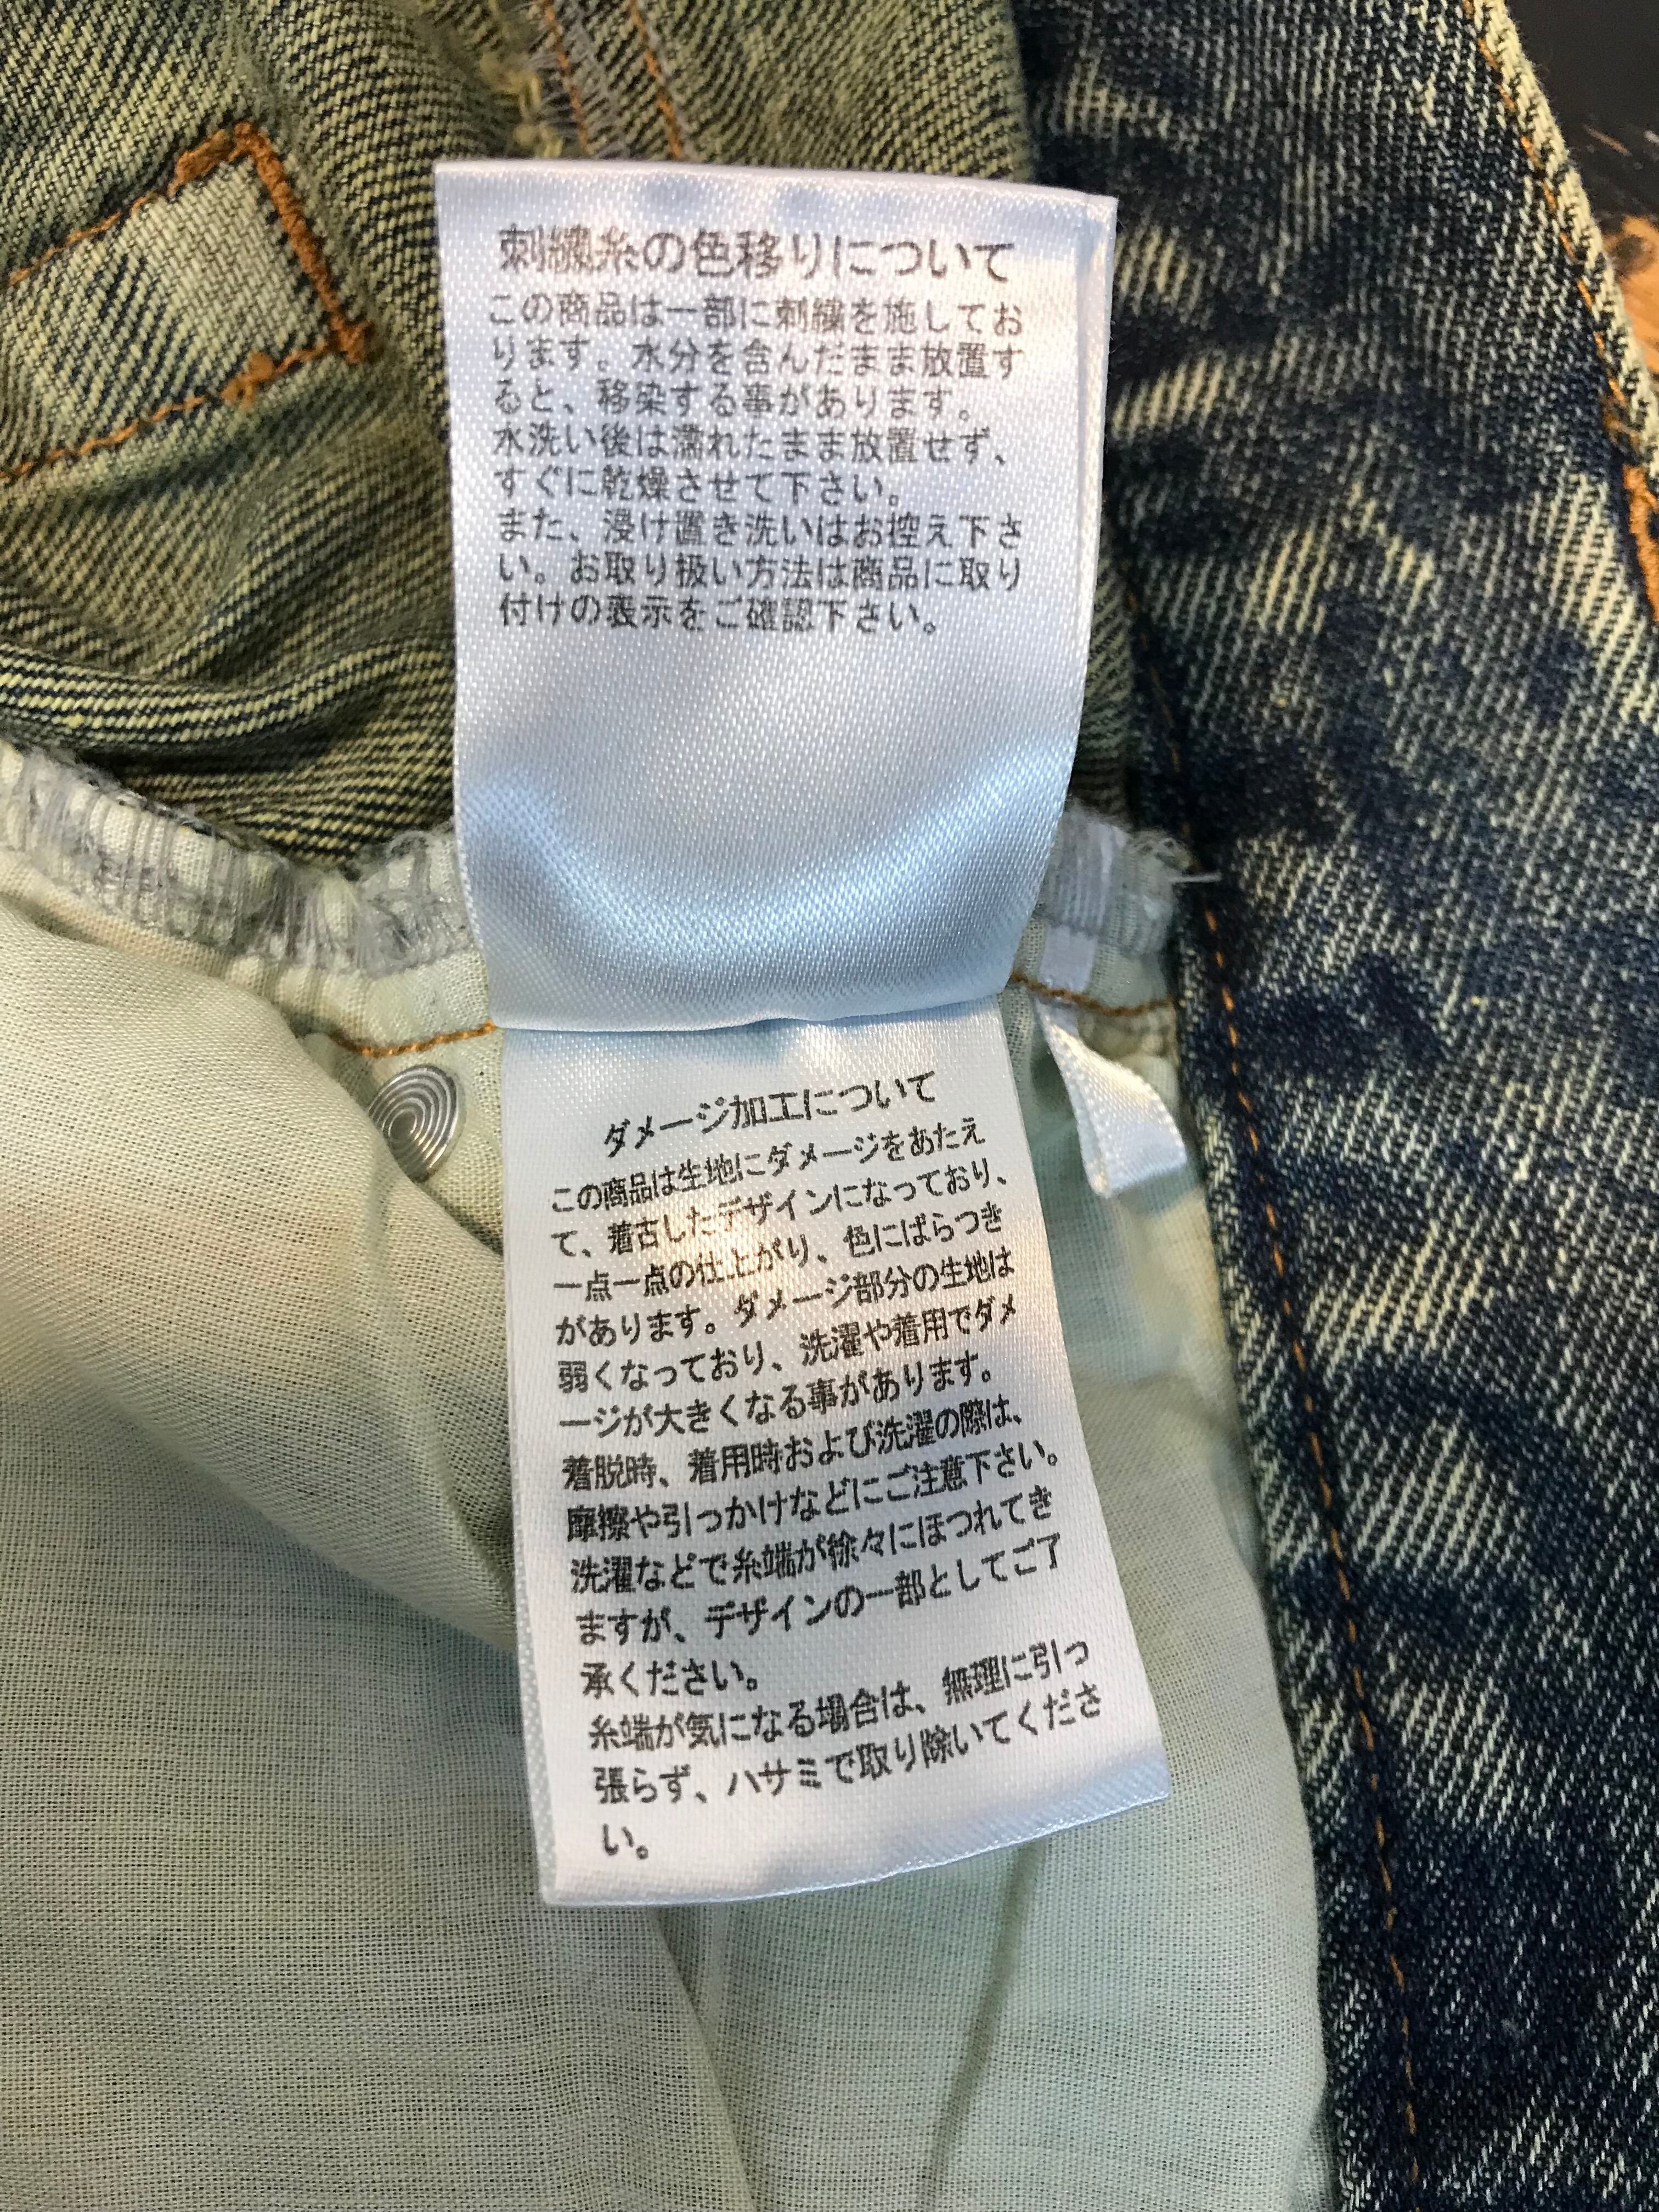 刺繍糸の色移りについて
この商品は一部に刺繍を施してお
ります。水分を含んだまま放置す
ると、移染する事があります。
水洗い後は濡れたまま放置せず、
すぐに乾燥させて下さい。
また、浸け置き洗いはお控え下さ
い。お取り扱い方法は商品に取り
付けの表示をご確認下さい。
ダメージ加工について
この商品は生地にダメージをあたえ
て、着古したデザインになっており、
一点一点の仕上がり、色にばらつき
があります。ダメージ部分の生地は
弱くなっており、洗濯や着用でダメ
ージが大きくなる事があります。
着脱時、着用時および洗濯の際は、
摩擦や引っかけなどにご注意下さい。
洗濯などで糸端が徐々にほつれてき
ますが、デザインの一部としてご了
承ください。
糸端が気になる場合は、無理に引っ
張らず、ハサミで取り除いてくださ
い。